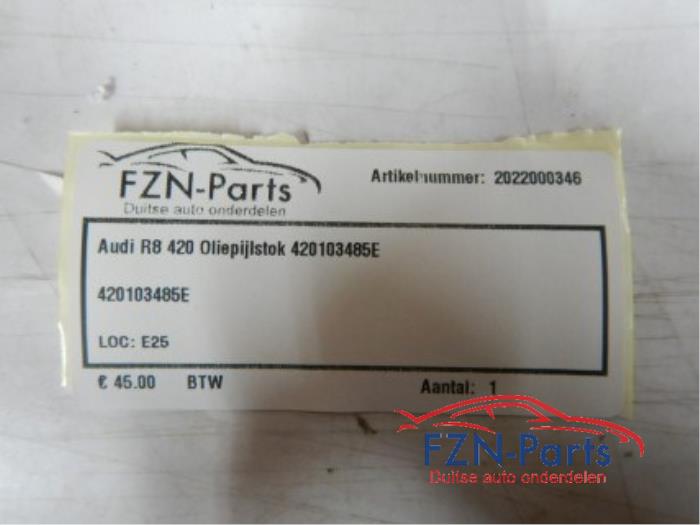 FZN-Parts
Duitse auto onderdelen
Artikelnummer: 2022000346
Audi R8 420 Oliepijlstok 420103485E
420103485E
LOC: E25
€ 45.00 BTW Aantal: 1
FZN-Parts
Duitse auto onderdelen